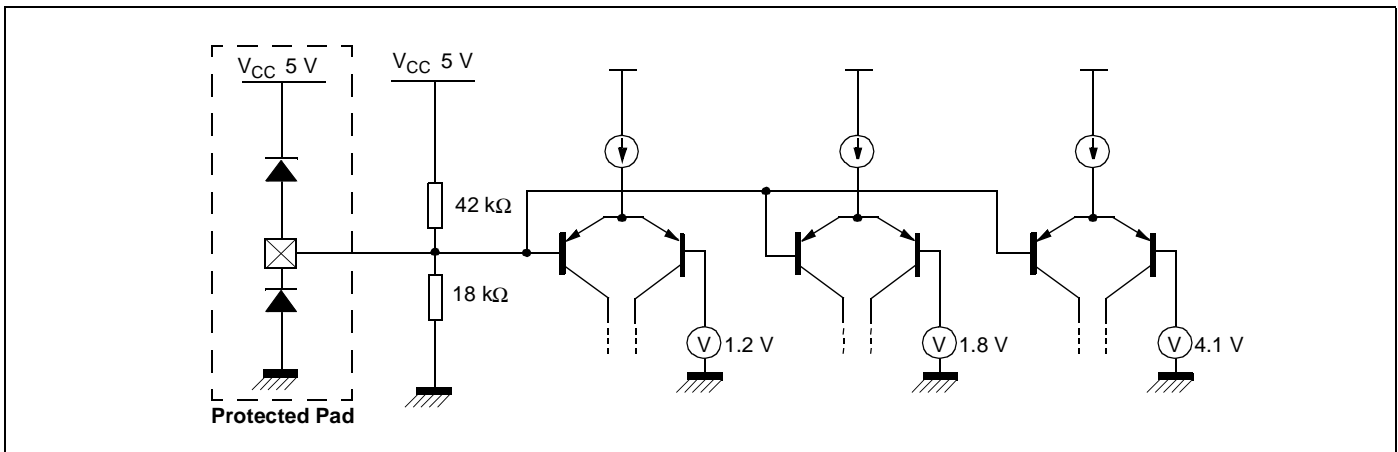 VCC 5 V
VCC 5 V
42 kΩ
18 kΩ
V 1.2 V
V 1.8 V
V 4.1 V
Protected Pad